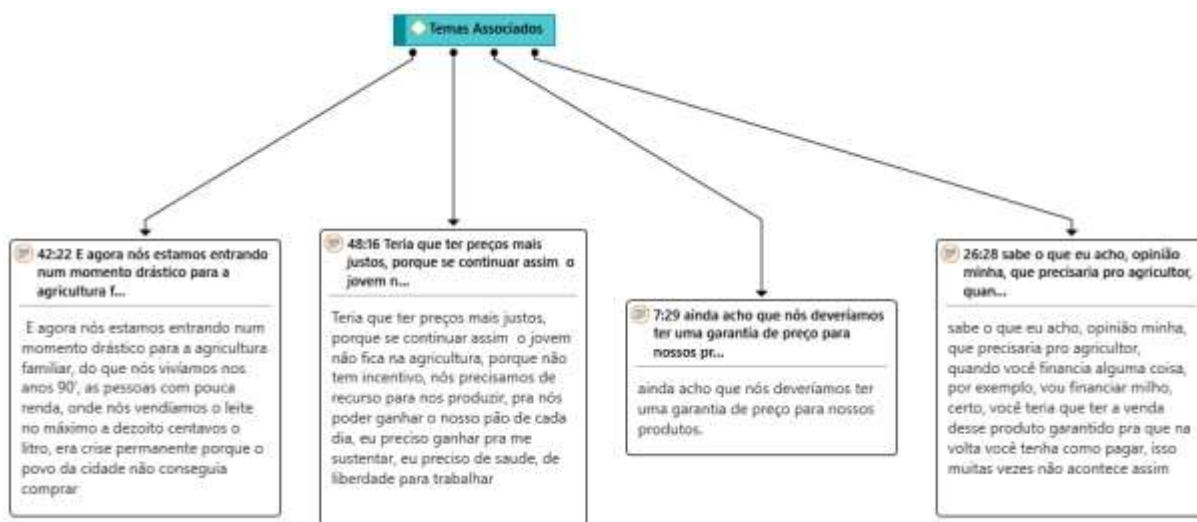 Temas Associados
42:22 E agora nós estamos entrando
num momento drástico para a
agricultura f...
E agora nós estamos entrando num
momento drástico para a agricultura
familiar, do que nós vivíamos nos
anos 90', as pessoas com pouca
renda, onde nós vendíamos o leite
no máximo a dezoito centavos o
litro, era crise permanente porque o
povo da cidade não conseguia
comprar
48:16 Teria que ter preços mais
justos, porque se continuar assim o
jovem n...
Teria que ter preços mais justos,
porque se continuar assim o jovem
não fica na agricultura, porque não
tem incentivo, nós precisamos de
recurso para nos produzir, pra nós
poder ganhar o nosso pão de cada
dia, eu preciso ganhar pra me
sustentar, eu preciso de saude, de
liberdade para trabalhar
7:29 ainda acho que nós deveríamos
ter uma garantia de preço para
nossos pr...
ainda acho que nós deveríamos ter
uma garantia de preço para nossos
produtos.
26:28 sabe o que eu acho, opinião
minha, que precisaria pro agricultor,
quan...
sabe o que eu acho, opinião minha,
que precisaria pro agricultor,
quando você financia alguma coisa,
por exemplo, vou financiar milho,
certo, você teria que ter a venda
desse produto garantido pra que na
volta você tenha como pagar, isso
muitas vezes não acontece assim